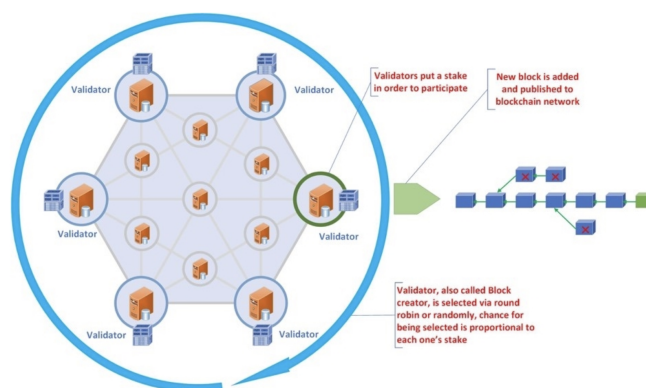 Validator
Validator
Validators put a stake
in order to participate
New block is added
and published to
blockchain network
Validator
Validator
Validator
Validator
Validator, also called Block
creator, is selected via round
robin or randomly, chance for
being selected is proportional to
each one's stake